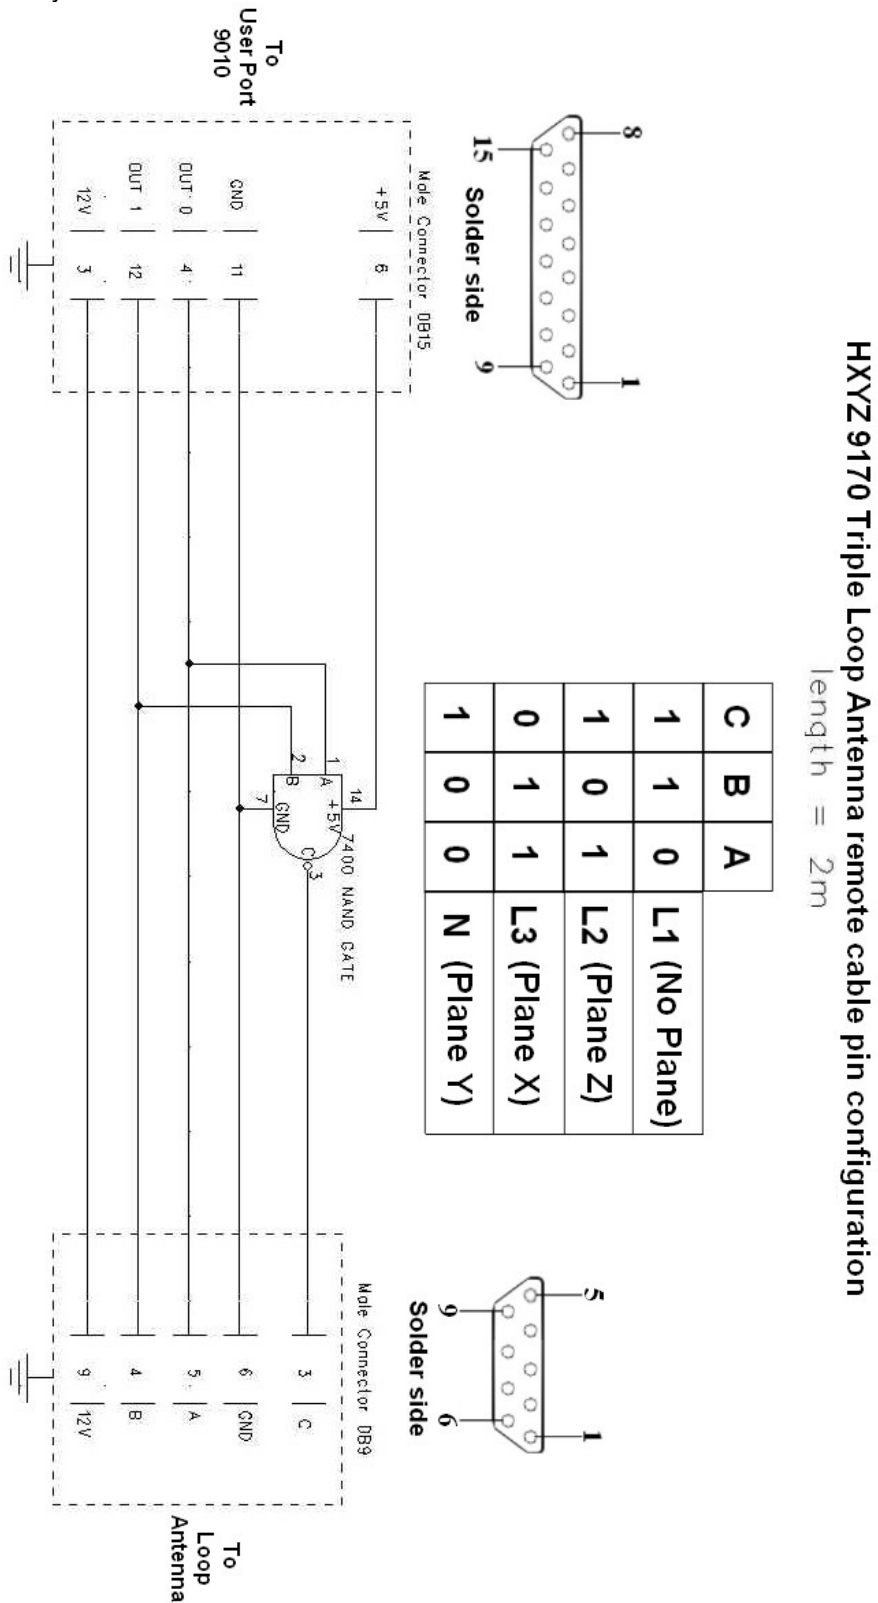 HXYZ 9170 Triple Loop Antenna remote cable pin configuration
length = 2m
8
1
15
Solder side
9
C B A
1 1 0 L1 (No Plane)
1 0 1 L2 (Plane Z)
0 1 1 L3 (Plane X)
1 0 0 N (Plane Y)
5
1
9
6
Solder side
Male Connector DB15
+5V 6
GND 11
OUT 0 4
OUT 1 12
12V 3
To
User Port
9010
1
A
2
B
14
+5V
7
GND
C
3
7400 NAND GATE
Male Connector DB9
3 C
6 GND
5 A
4 B
9 12V
To
Loop
Antenna